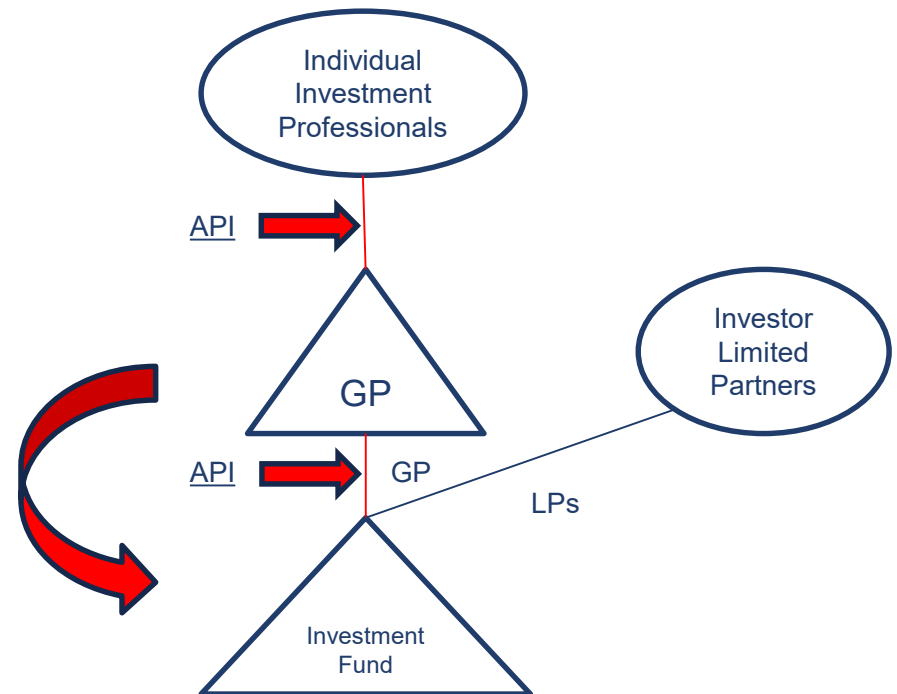 Individual
Investment
Professionals
API
GP
Investor
Limited
Partners
API
GP
LPs
Investment
Fund